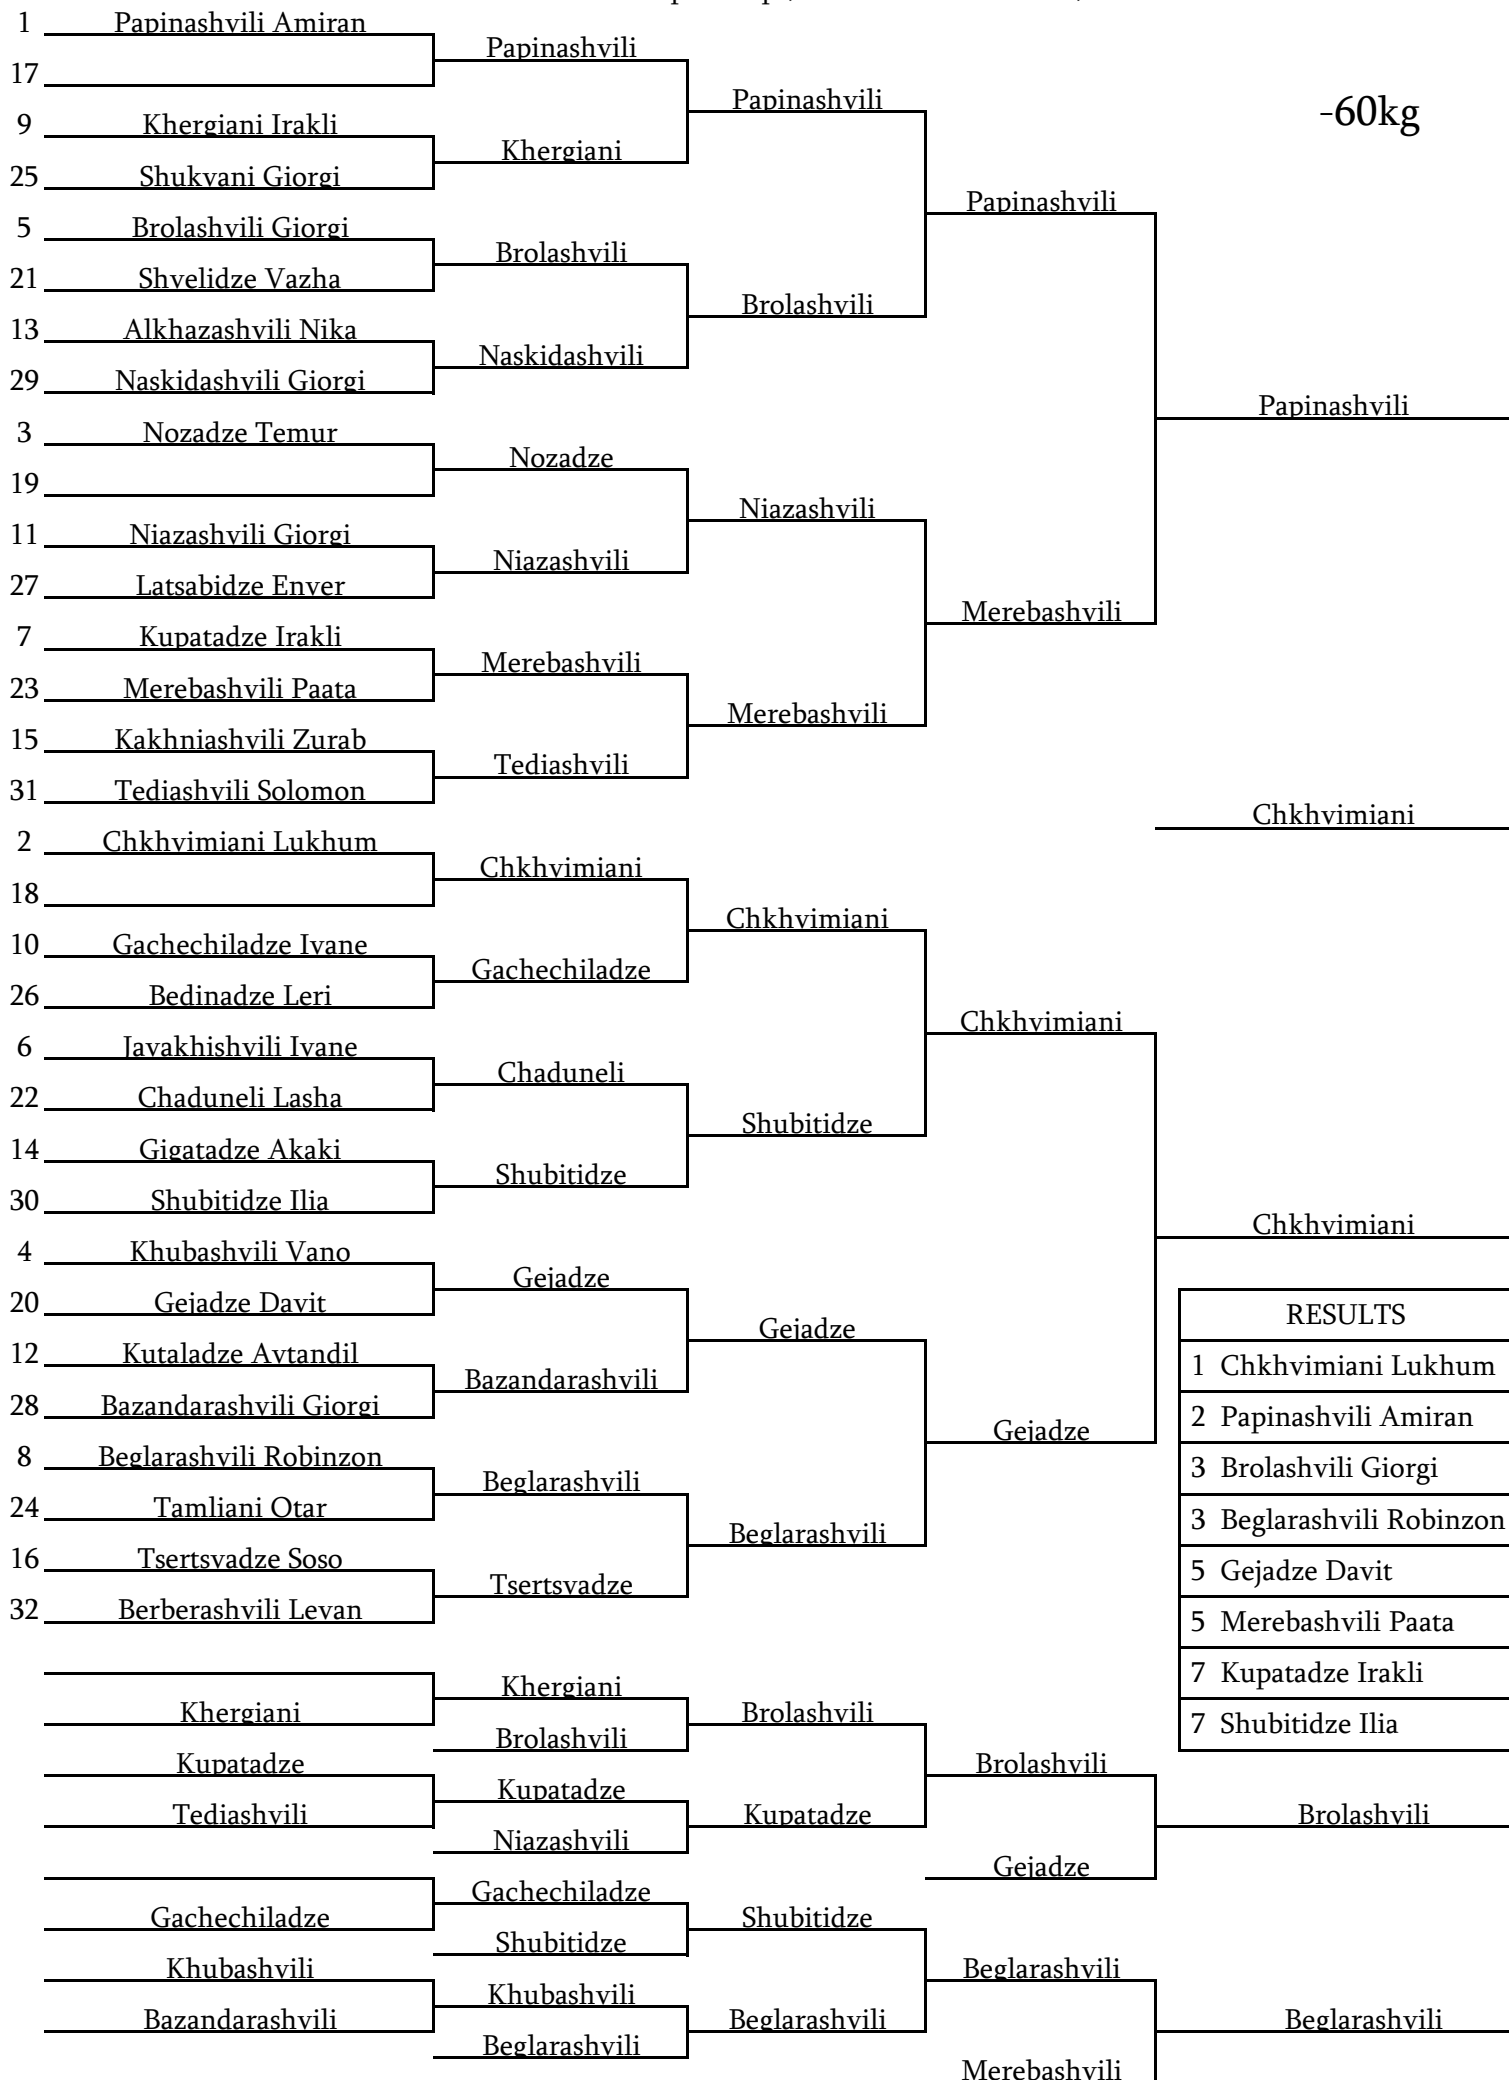 1 Papinashvili Amiran
Papinashvili
17
Papinashvili
-60kg
9 Khergiani Irakli
Khergiani
25 Shukvani Giorgi
Papinashvili
5 Brolashvili Giorgi
Brolashvili
21 Shvelidze Vazha
Brolashvili
13 Alkhazashvili Nika
Naskidashvili
29 Naskidashvili Giorgi
Papinashvili
3 Nozadze Temur
Nozadze
19
Niazashvili
11 Niazashvili Giorgi
Niazashvili
27 Latsabidze Enver
Merebashvili
7 Kupatadze Irakli
Merebashvili
23 Merebashvili Paata
Merebashvili
15 Kakhniashvili Zurab
Tediashvili
31 Tediashvili Solomon
Chkhvimiani
2 Chkhvimiani Lukhum
Chkhvimiani
18
Chkhvimiani
10 Gachechiladze Ivane
Gachechiladze
26 Bedinadze Leri
Chkhvimiani
6 Javakhishvili Ivane
Chaduneli
22 Chaduneli Lasha
Shubitidze
14 Gigatadze Akaki
Shubitidze
30 Shubitidze Ilia
Chkhvimiani
4 Khubashvili Vano
Gejadze
20 Gejadze Davit
Gejadze
12 Kutaladze Avtandil
Bazandarashvili
28 Bazandarashvili Giorgi
Gejadze
8 Beglarashvili Robinzon
Beglarashvili
24 Tamliani Otar
Beglarashvili
16 Tsertsvadze Soso
Tsertsvadze
32 Berberashvili Levan
RESULTS
1 Chkhvimiani Lukhum
2 Papinashvili Amiran
3 Brolashvili Giorgi
3 Beglarashvili Robinzon
5 Gejadze Davit
5 Merebashvili Paata
7 Kupatadze Irakli
7 Shubitidze Ilia
Khergiani
Khergiani
Brolashvili
Brolashvili
Kupatadze
Brolashvili
Kupatadze
Tediashvili
Kupatadze
Brolashvili
Niazashvili
Gejadze
Gachechiladze
Gachechiladze
Shubitidze
Shubitidze
Khubashvili
Beglarashvili
Khubashvili
Bazandarashvili
Beglarashvili
Beglarashvili
Beglarashvili
Merebashvili